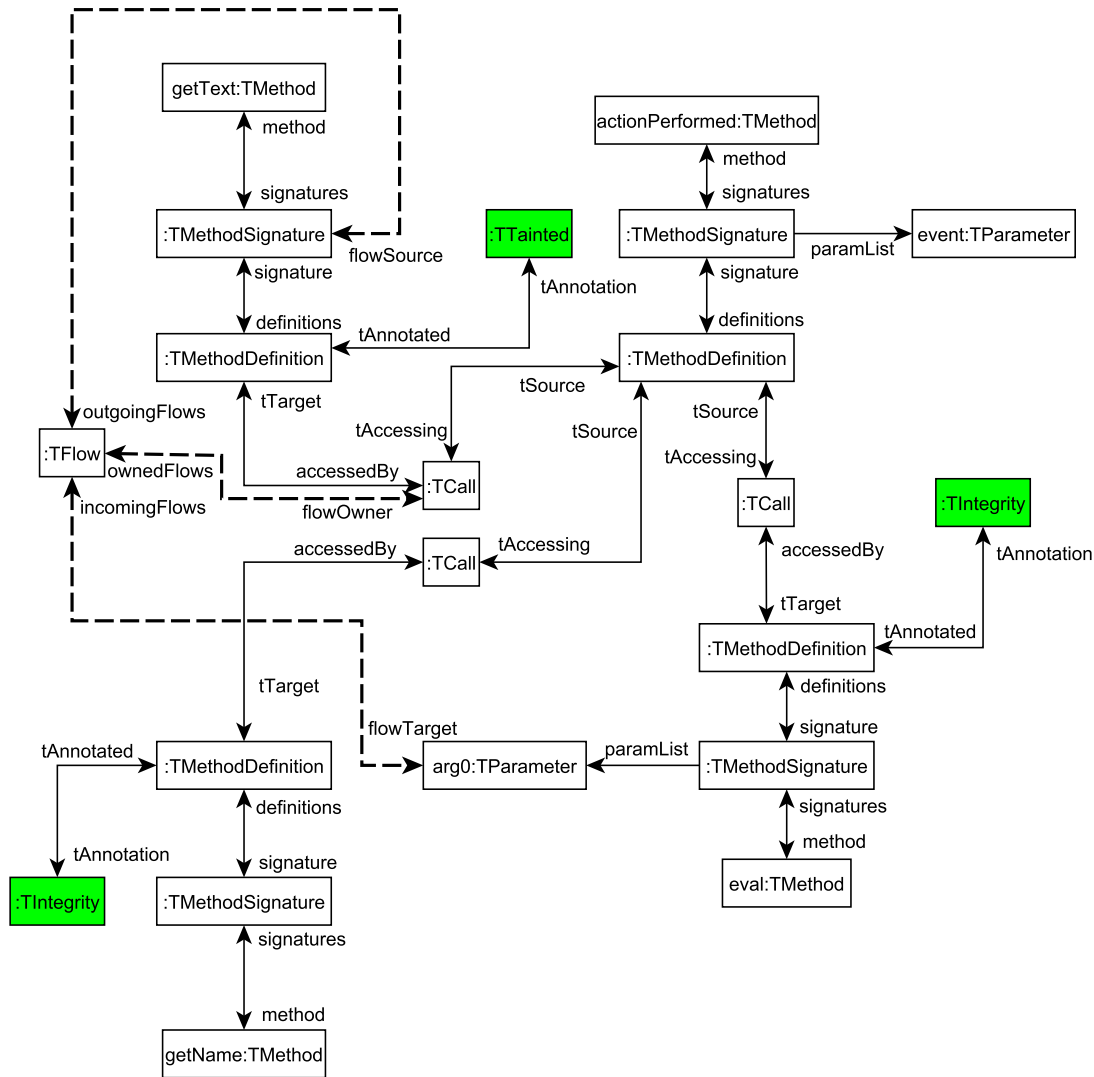 getText:TMethod
method
actionPerformed:TMethod
method
signatures
signatures
:TMethodSignature
flowSource
:TTainted
:TMethodSignature
paramList
event:TParameter
signature
signature
tAnnotation
definitions
definitions
tAnnotated
:TMethodDefinition
:TMethodDefinition
tTarget
tSource
tSource
outgoingFlows
tAccessing
tSource
:TFlow
ownedFlows
accessedBy
tAccessing
:TCall
incomingFlows
flowOwner
:TCall
:TIntegrity
accessedBy
tAccessing
accessedBy
tAnnotation
:TCall
tTarget
tAnnotated
:TMethodDefinition
tTarget
definitions
flowTarget
signature
tAnnotated
paramList
:TMethodDefinition
arg0:TParameter
:TMethodSignature
definitions
signatures
method
tAnnotation
signature
eval:TMethod
:TIntegrity
:TMethodSignature
signatures
method
getName:TMethod